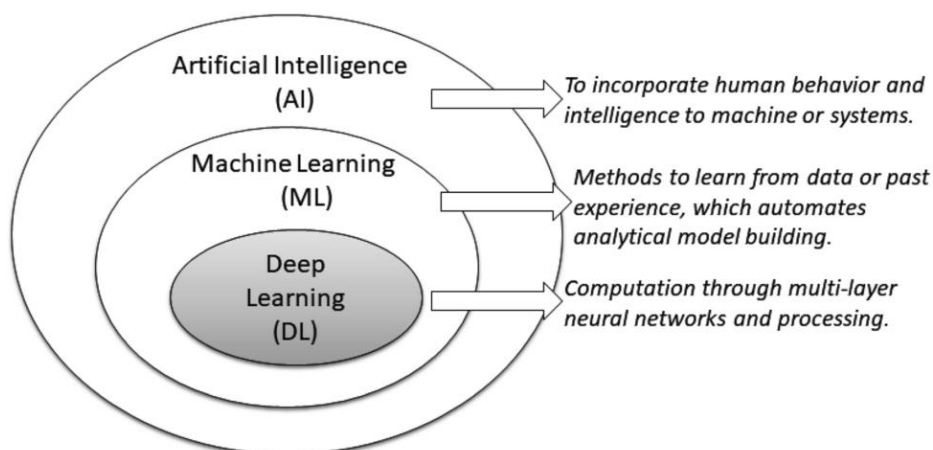 Artificial Intelligence
(AI)
To incorporate human behavior and
intelligence to machine or systems.
Machine Learning
(ML)
Methods to learn from data or past
experience, which automates
analytical model building.
Deep
Learning
(DL)
Computation through multi-layer
neural networks and processing.